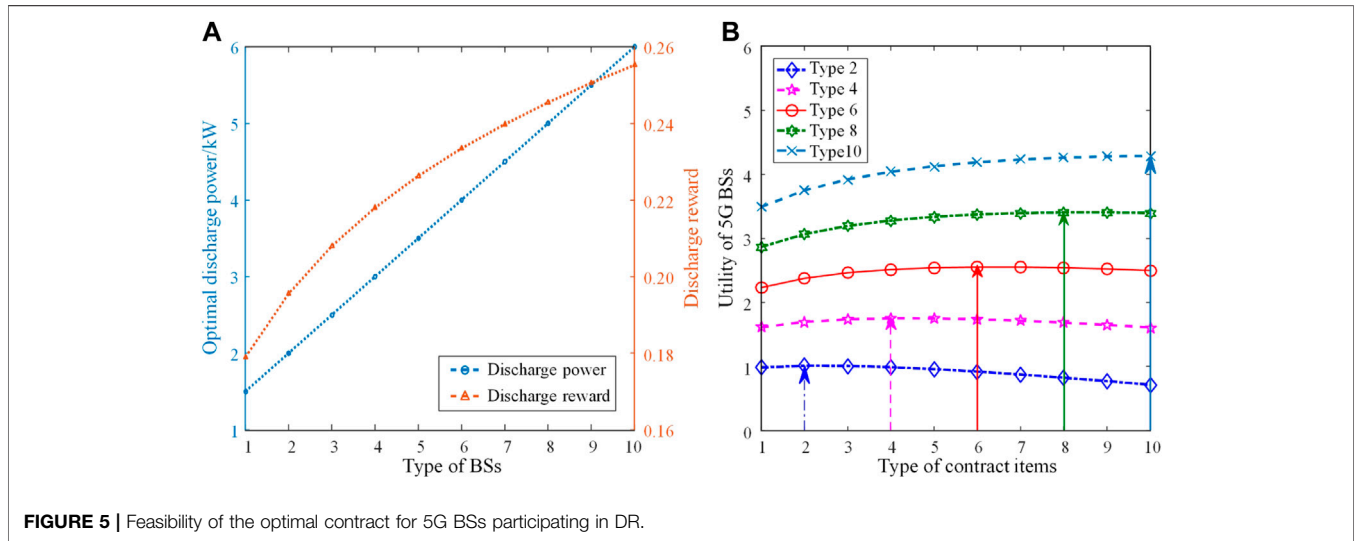 A
6
5
4
3
2
1
Optimal discharge power/kW
0.26
0.24
0.22
0.20
0.18
0.16
Discharge reward
Discharge power
Discharge reward
1 2 3 4 5 6 7 8 9 10
Type of BSs
B
6
5
4
3
2
1
0
Utility of 5G BSs
Type 2
Type 4
Type 6
Type 8
Type10
1 2 3 4 5 6 7 8 9 10
Type of contract items
FIGURE 5 | Feasibility of the optimal contract for 5G BSs participating in DR.